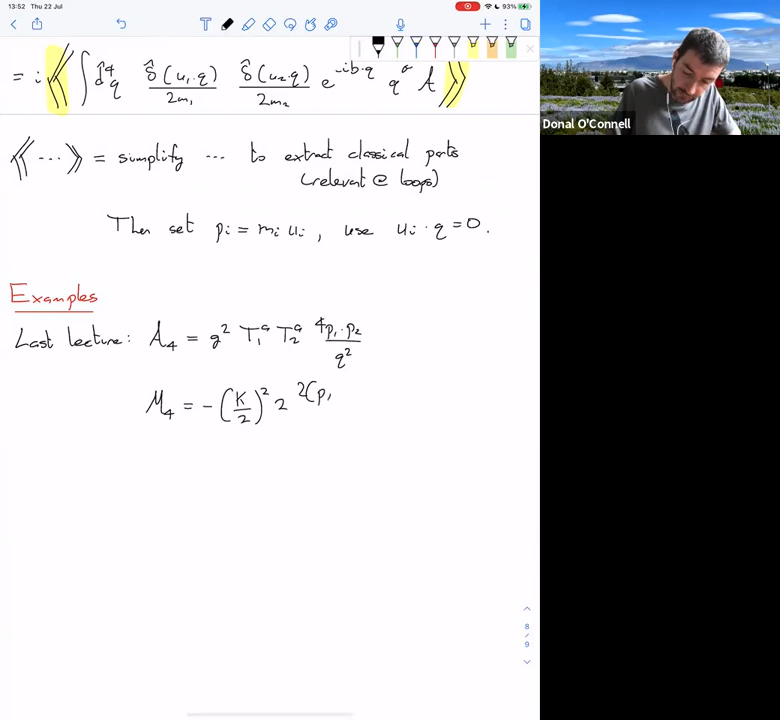 13:52 Thu 22 Jul
93%
= i ⟪ ∫ d̂⁴q δ̂(u₁·q)/2m₁ δ̂(u₂·q)/2m₂ e^{-ib·q} q^σ A ⟫
Donal O'Connell
⟪ ··· ⟫ = simplify ··· to extract classical parts
(relevant @ loops)
Then set pᵢ = mᵢ uᵢ , use uᵢ · q = 0 .
Examples
Last lecture: A₄ = g² T₁ᵃ T₂ᵃ 4p₁·p₂/q²
M₄ = -(K/2)² 2 2(p₁
8
/
9